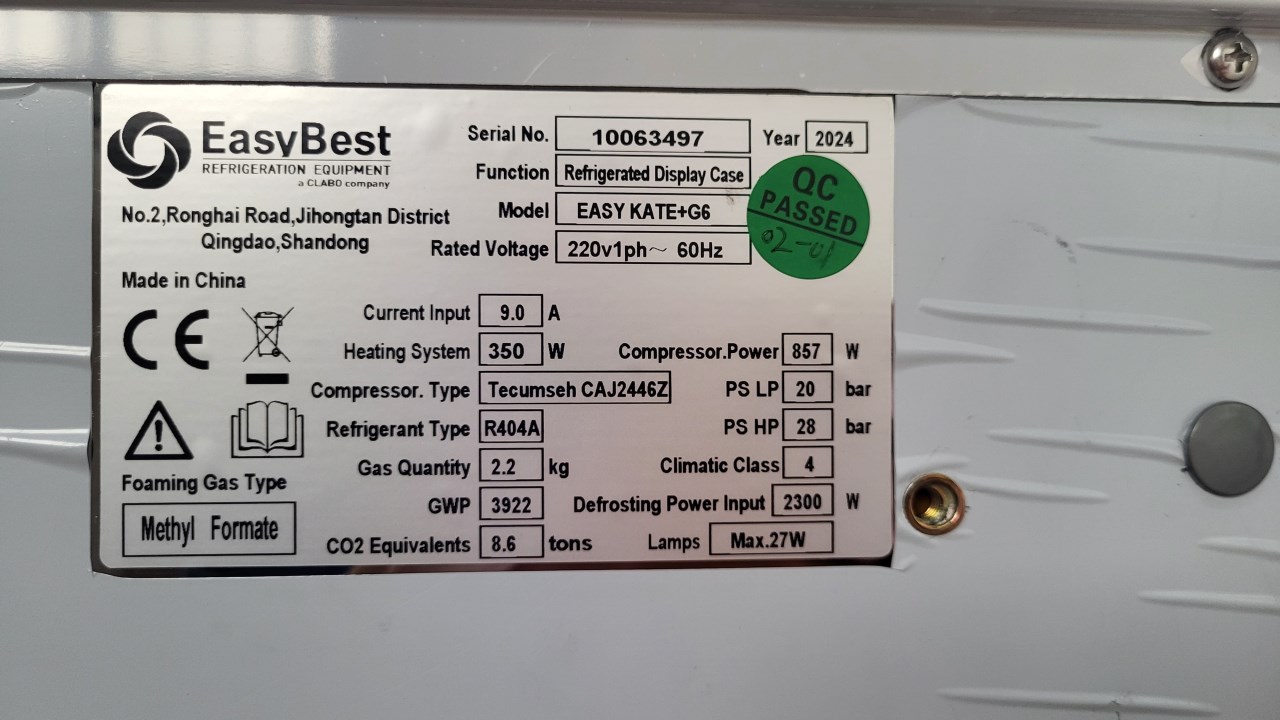 EasyBest
REFRIGERATION EQUIPMENT
a CLABO company
No.2,Ronghai Road,Jihongtan District
Qingdao,Shandong
Made in China
Serial No. 10063497 Year 2024
Function Refrigerated Display Case
Model EASY KATE+G6
Rated Voltage 220v1ph~ 60Hz
QC
PASSED
02-01
CE
Current Input 9.0 A
Heating System 350 W Compressor.Power 857 W
Compressor. Type Tecumseh CAJ2446Z PS LP 20 bar
Refrigerant Type R404A PS HP 28 bar
Gas Quantity 2.2 kg Climatic Class 4
GWP 3922 Defrosting Power Input 2300 W
CO2 Equivalents 8.6 tons Lamps Max.27W
Foaming Gas Type
Methyl Formate